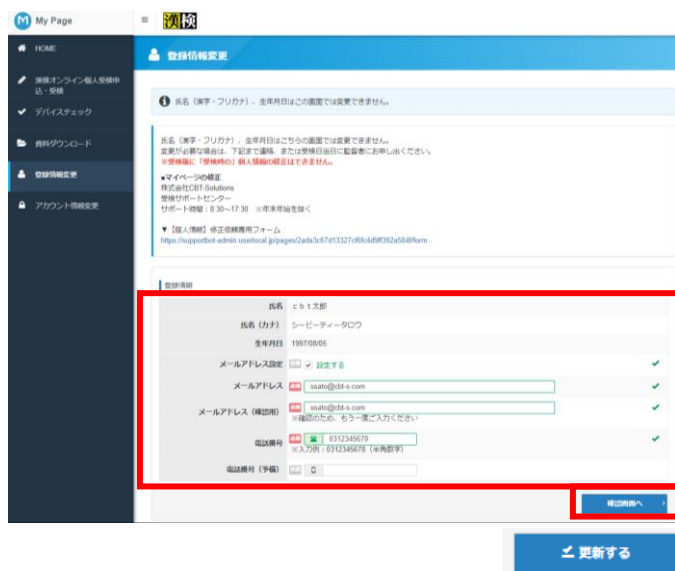 My Page
漢検
HOME
漢検オンライン個人受検申込・受検
デバイスチェック
資料ダウンロード
登録情報変更
アカウント情報変更
登録情報変更
氏名（漢字・フリガナ）、生年月日はこの画面では変更できません。
氏名（漢字・フリガナ）、生年月日はこちらの画面では変更できません。
変更が必要な場合は、下記まで連絡、または受検日当日に監督者にお申し出ください。
※受検後に「受検時の」個人情報の修正はできません。
■マイページの修正
株式会社CBT-Solutions
受検サポートセンター
サポート時間：8:30～17:30 ※年末年始を除く
▼【個人情報】修正依頼専用フォーム
登録情報
氏名 ｃｂｔ太郎
氏名（カナ） シービーティータロウ
生年月日 1997/08/05
メールアドレス設定 設定する
メールアドレス ssato@cbt-s.com
メールアドレス（確認用） ssato@cbt-s.com
※確認のため、もう一度ご入力ください
電話番号 0312345678
※入力例：0312345678（半角数字）
電話番号（予備）
確認画面へ
更新する